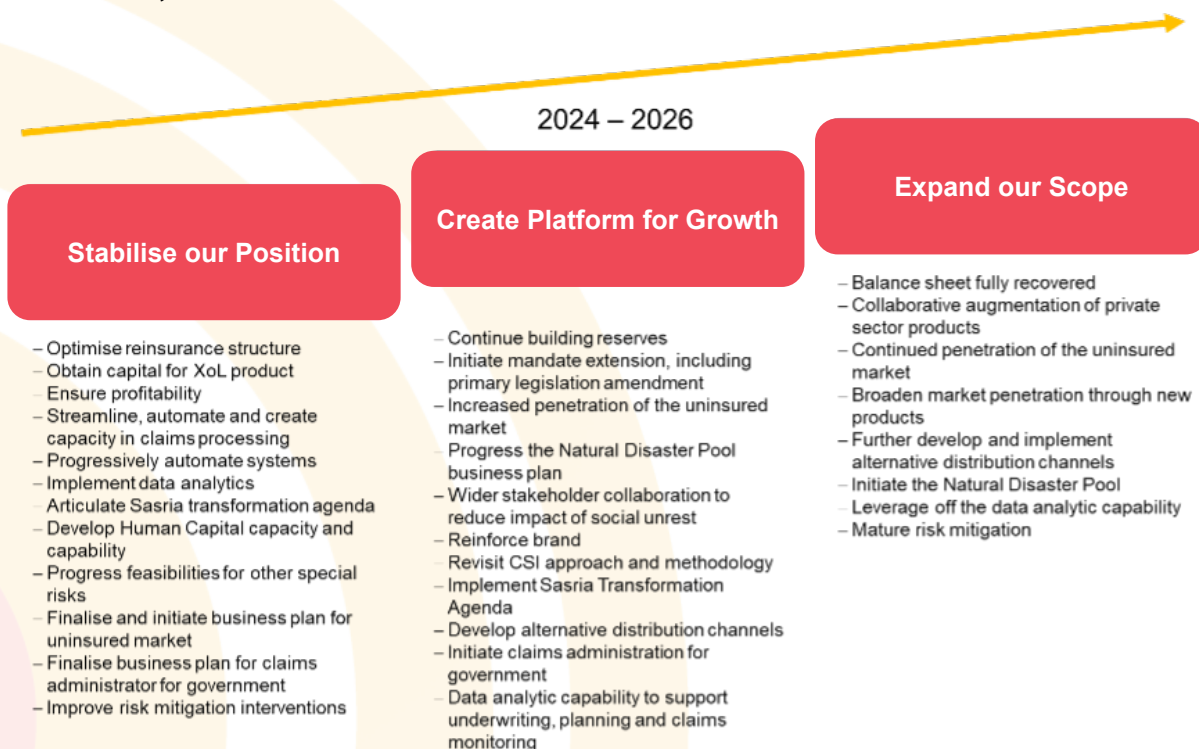 2024 – 2026
Stabilise our Position
– Optimise reinsurance structure
– Obtain capital for XoL product
– Ensure profitability
– Streamline, automate and create
capacity in claims processing
– Progressively automate systems
– Implement data analytics
– Articulate Sasria transformation agenda
– Develop Human Capital capacity and
capability
– Progress feasibilities for other special
risks
– Finalise and initiate business plan for
uninsured market
– Finalise business plan for claims
administrator for government
– Improve risk mitigation interventions
Create Platform for Growth
– Continue building reserves
– Initiate mandate extension, including
primary legislation amendment
– Increased penetration of the uninsured
market
– Progress the Natural Disaster Pool
business plan
– Wider stakeholder collaboration to
reduce impact of social unrest
– Reinforce brand
– Revisit CSI approach and methodology
– Implement Sasria Transformation
Agenda
– Develop alternative distribution channels
– Initiate claims administration for
government
– Data analytic capability to support
underwriting, planning and claims
monitoring
Expand our Scope
– Balance sheet fully recovered
– Collaborative augmentation of private
sector products
– Continued penetration of the uninsured
market
– Broaden market penetration through new
products
– Further develop and implement
alternative distribution channels
– Initiate the Natural Disaster Pool
– Leverage off the data analytic capability
– Mature risk mitigation